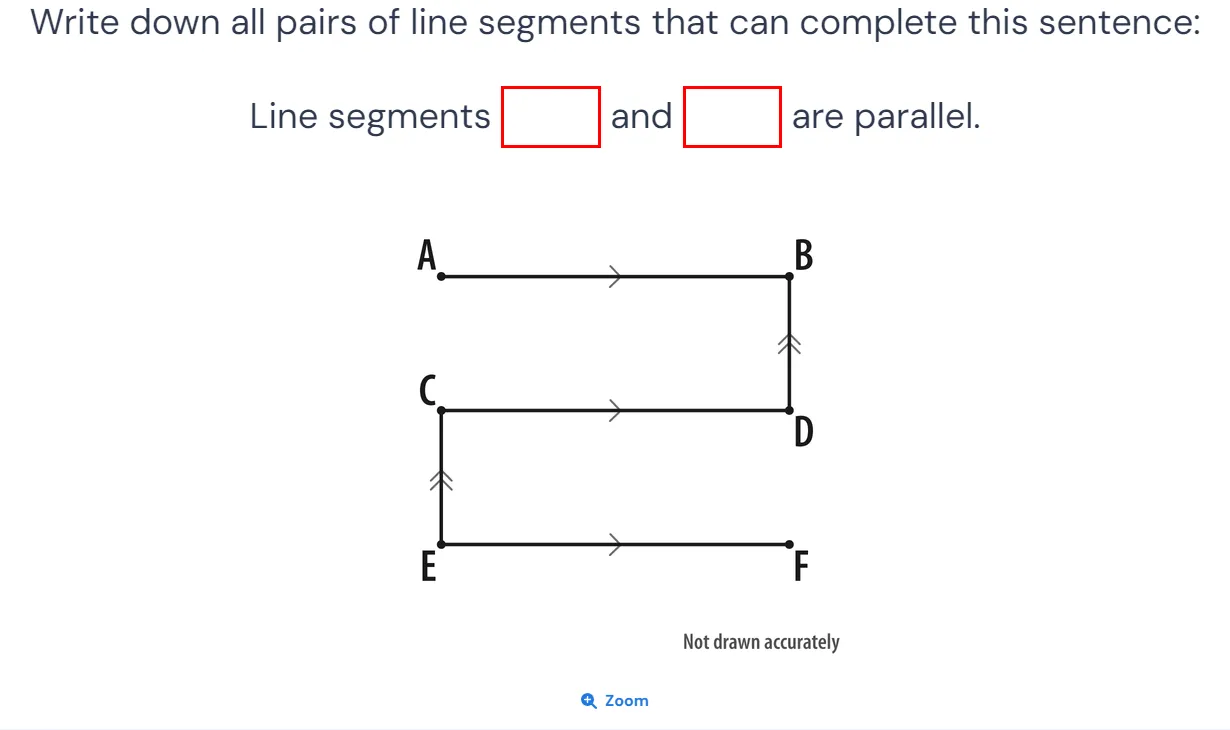 Write down all pairs of line segments that can complete this sentence:
Line segments and are parallel.
A
B
C
D
E
F
Not drawn accurately
Zoom